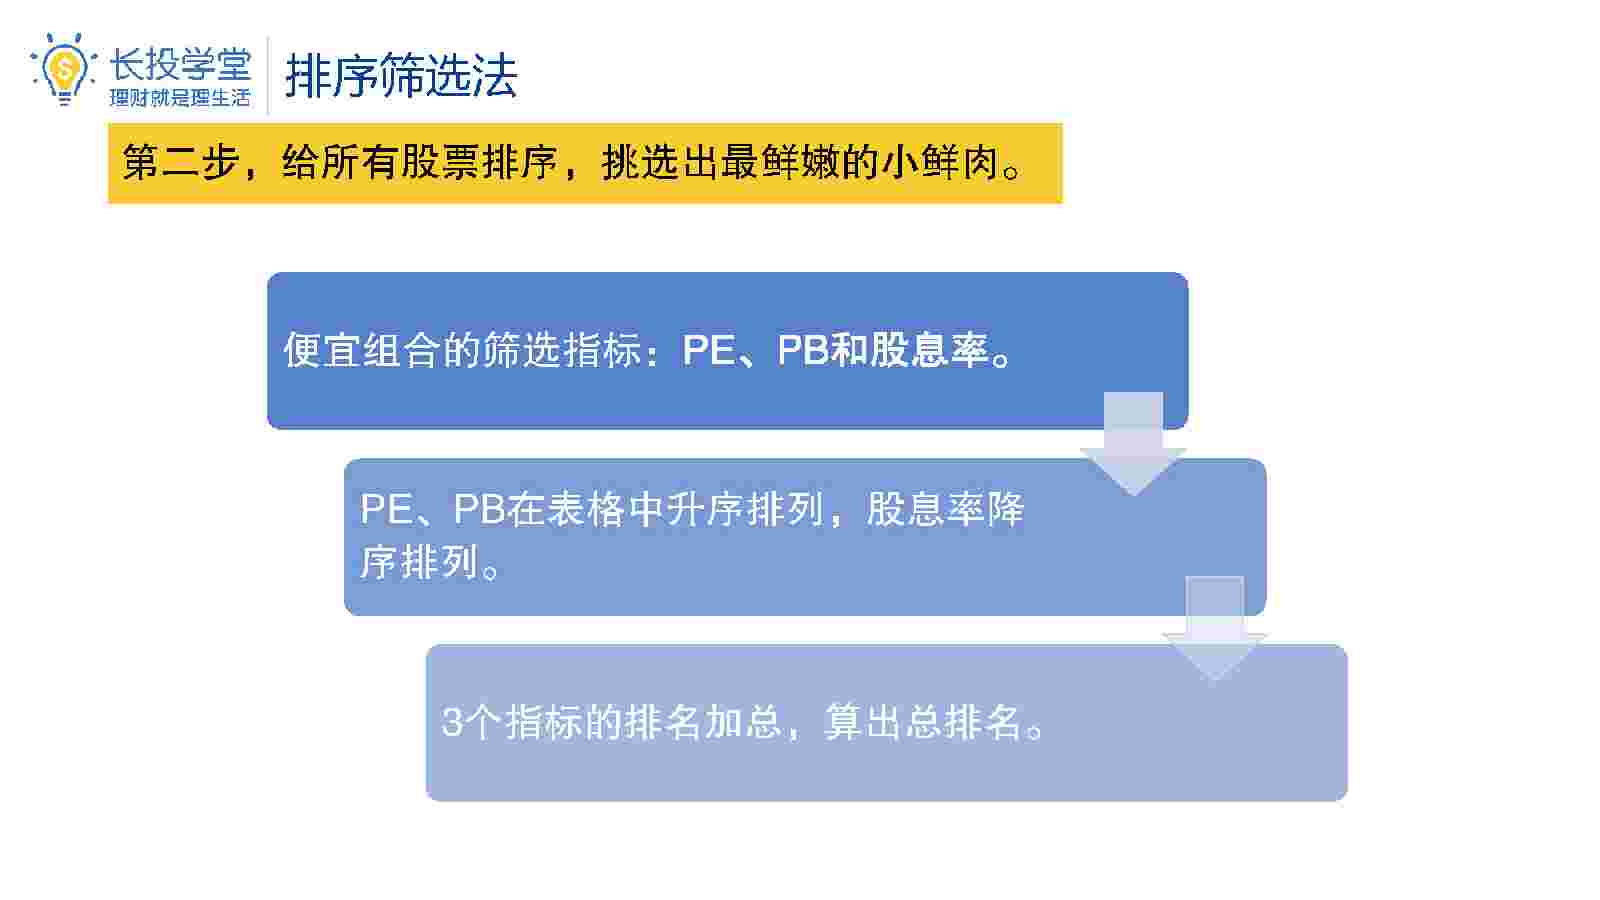 长投学堂
理财就是理生活
排序筛选法
第二步，给所有股票排序，挑选出最鲜嫩的小鲜肉。
便宜组合的筛选指标：PE、PB和股息率。
PE、PB在表格中升序排列，股息率降
序排列。
3个指标的排名加总，算出总排名。